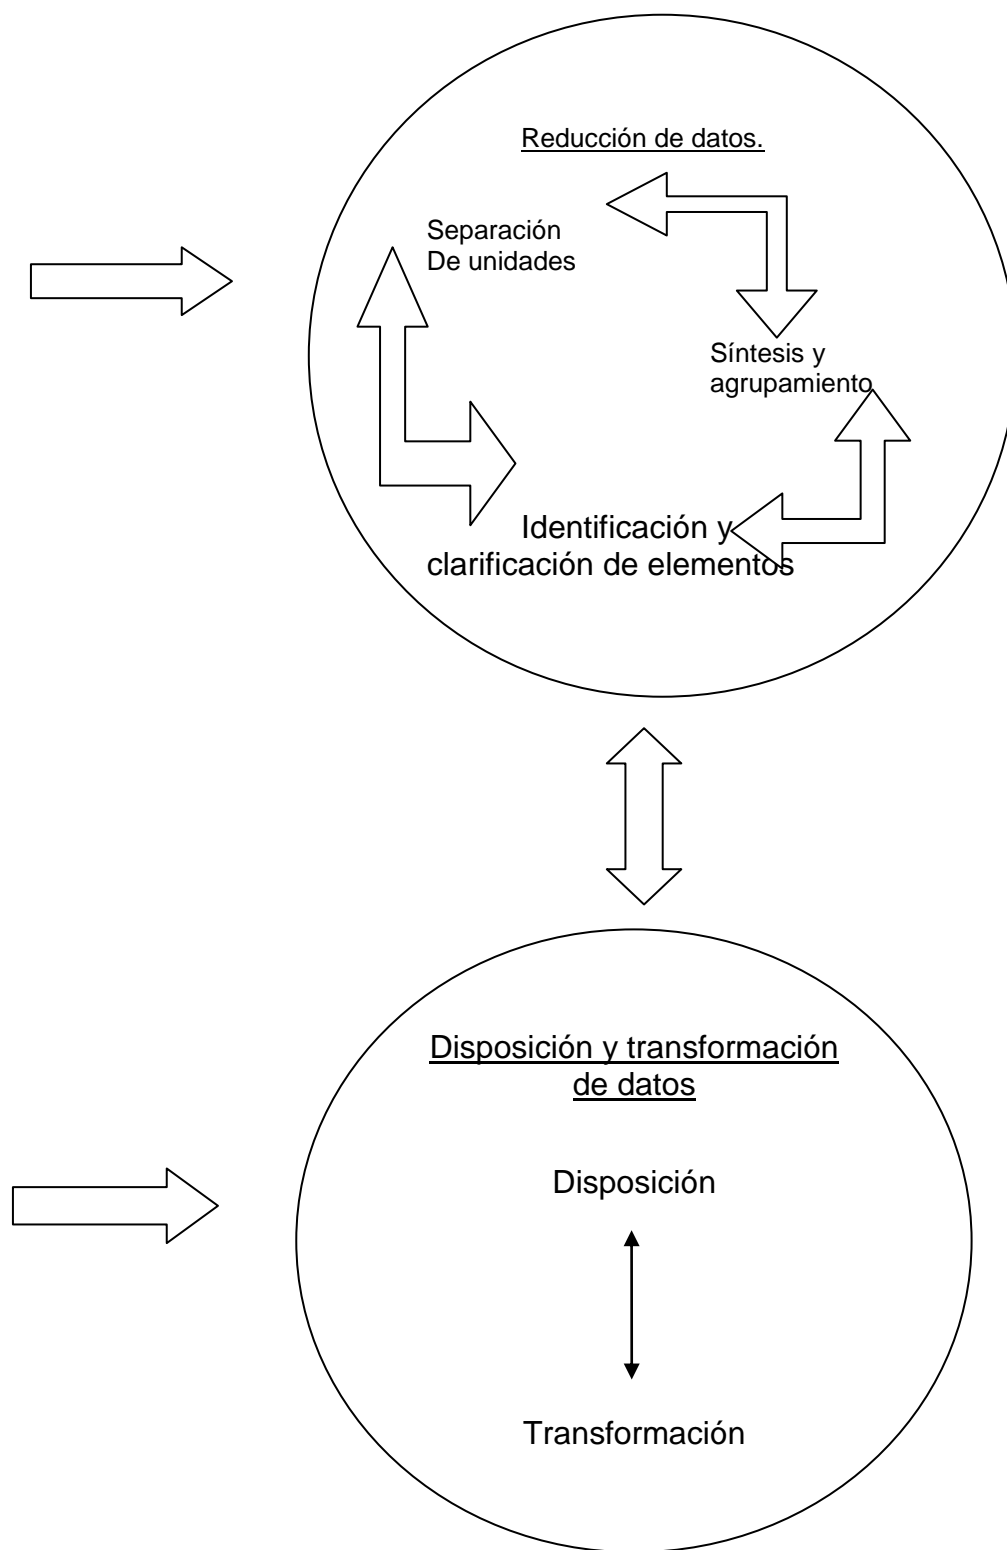 Reducción de datos.
Separación
De unidades
Síntesis y
agrupamiento
Identificación y
clarificación de elementos
Disposición y transformación
de datos
Disposición
Transformación